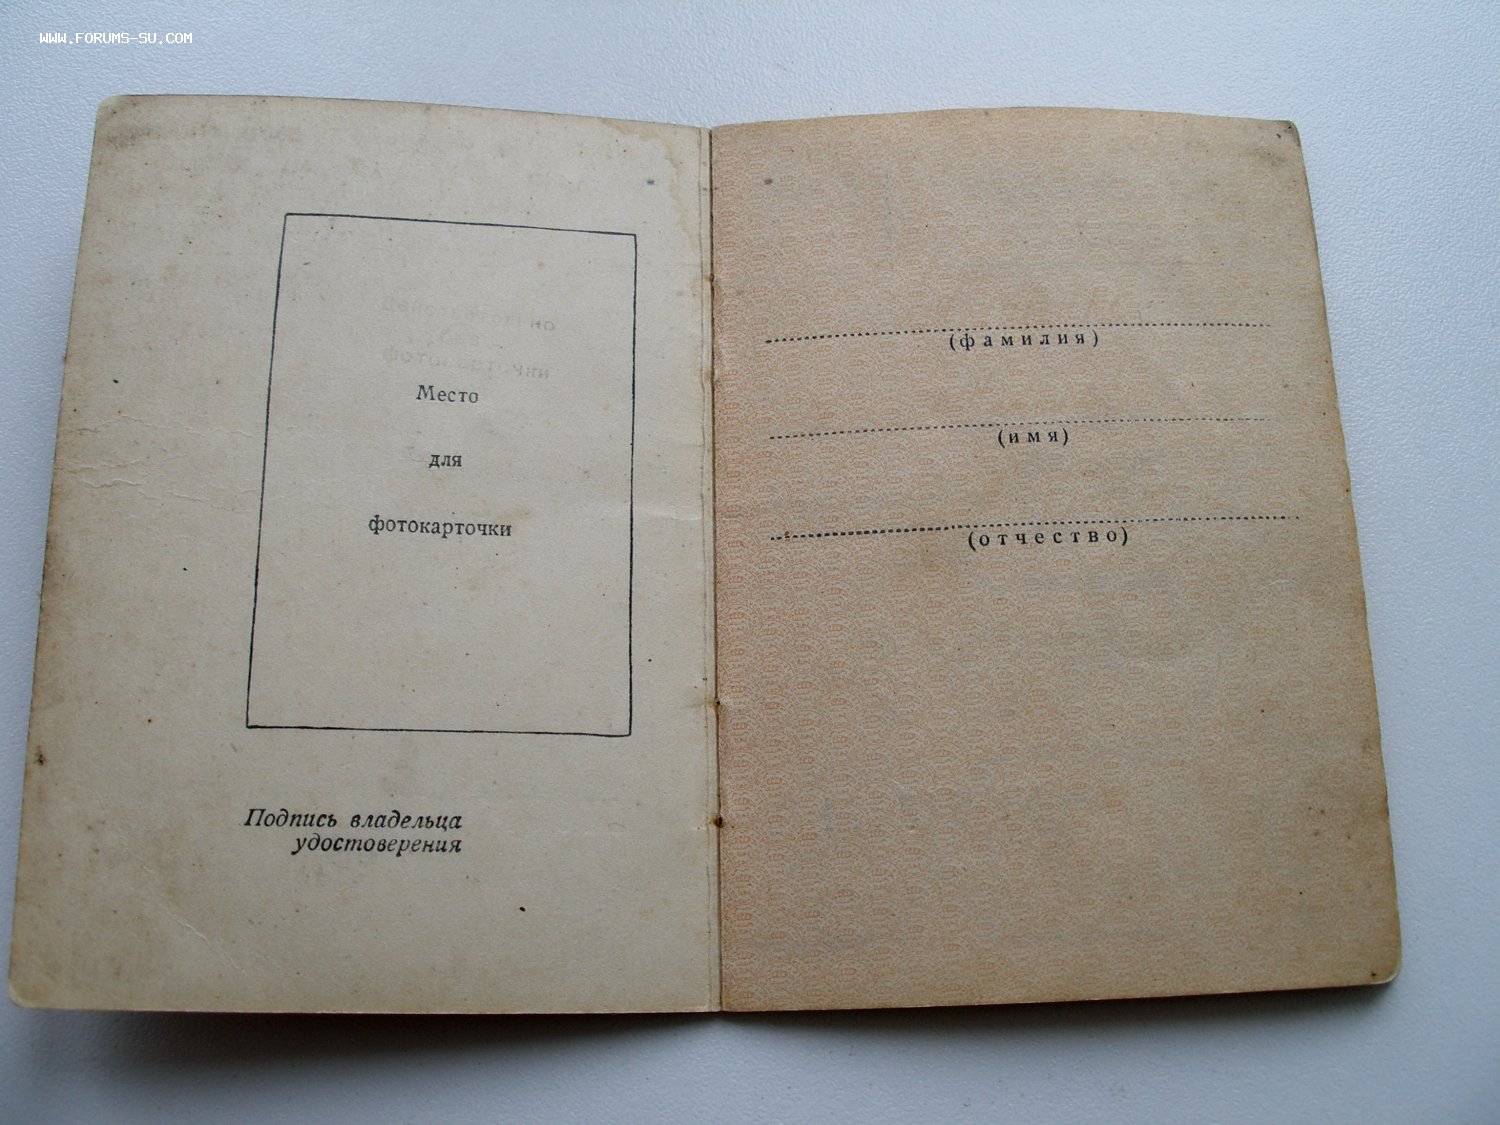 WWW.FORUMS-SU.COM
Место
для
фотокарточки
Подпись владельца
удостоверения
(фамилия)
(имя)
(отчество)